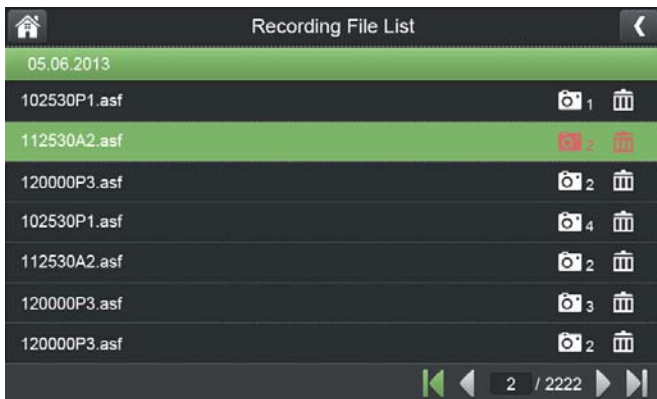 Recording File List
05.06.2013
102530P1.asf 1
112530A2.asf 2
120000P3.asf 2
102530P1.asf 4
112530A2.asf 2
120000P3.asf 3
120000P3.asf 2
2 / 2222